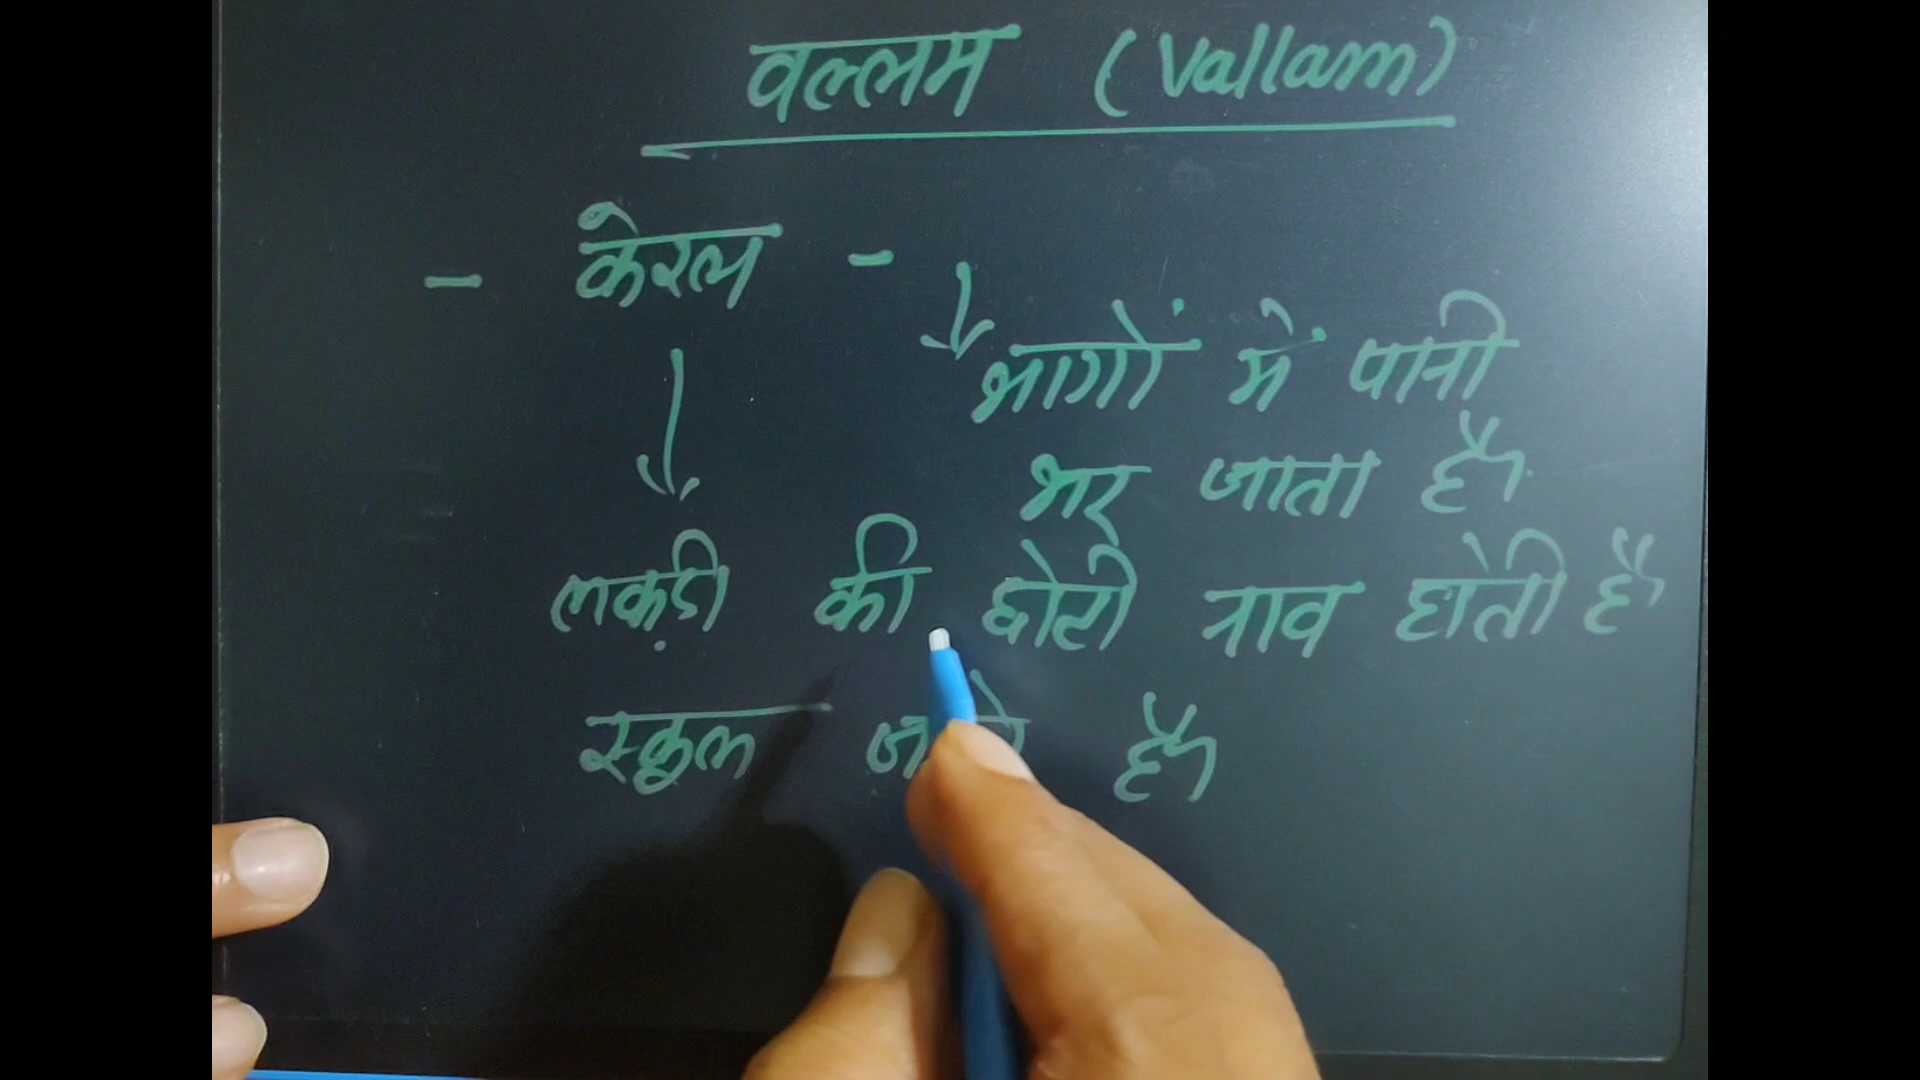 वल्लम (Vallam)
- केरल -
भागों में पानी
भर जाता है
लकड़ी की छोटी नाव होती है
स्कूल है